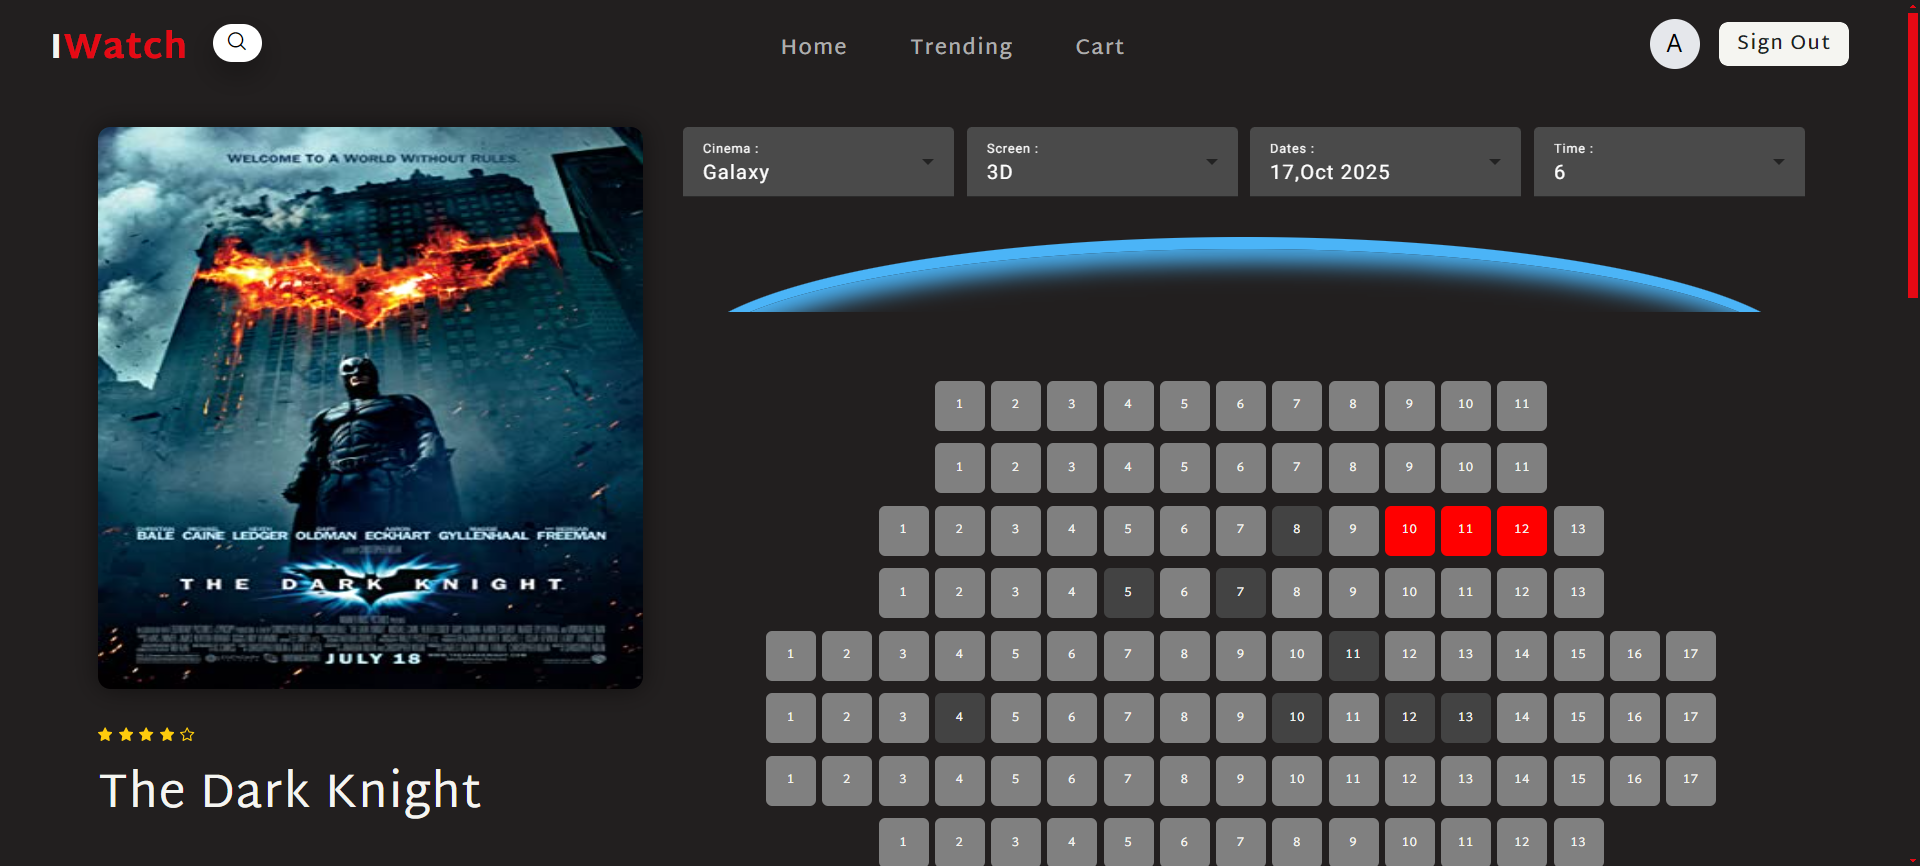 IWatch
Home Trending Cart
A
Sign Out
WELCOME TO A WORLD WITHOUT RULES.
CHRISTIAN BALE MICHAEL CAINE HEATH LEDGER GARY OLDMAN AARON ECKHART MAGGIE GYLLENHAAL MORGAN FREEMAN
THE DARK KNIGHT
JULY 18
The Dark Knight
Cinema :
Galaxy
Screen :
3D
Dates :
17,Oct 2025
Time :
6
1 2 3 4 5 6 7 8 9 10 11
1 2 3 4 5 6 7 8 9 10 11
1 2 3 4 5 6 7 8 9 10 11 12 13
1 2 3 4 5 6 7 8 9 10 11 12 13
1 2 3 4 5 6 7 8 9 10 11 12 13 14 15 16 17
1 2 3 4 5 6 7 8 9 10 11 12 13 14 15 16 17
1 2 3 4 5 6 7 8 9 10 11 12 13 14 15 16 17
1 2 3 4 5 6 7 8 9 10 11 12 13